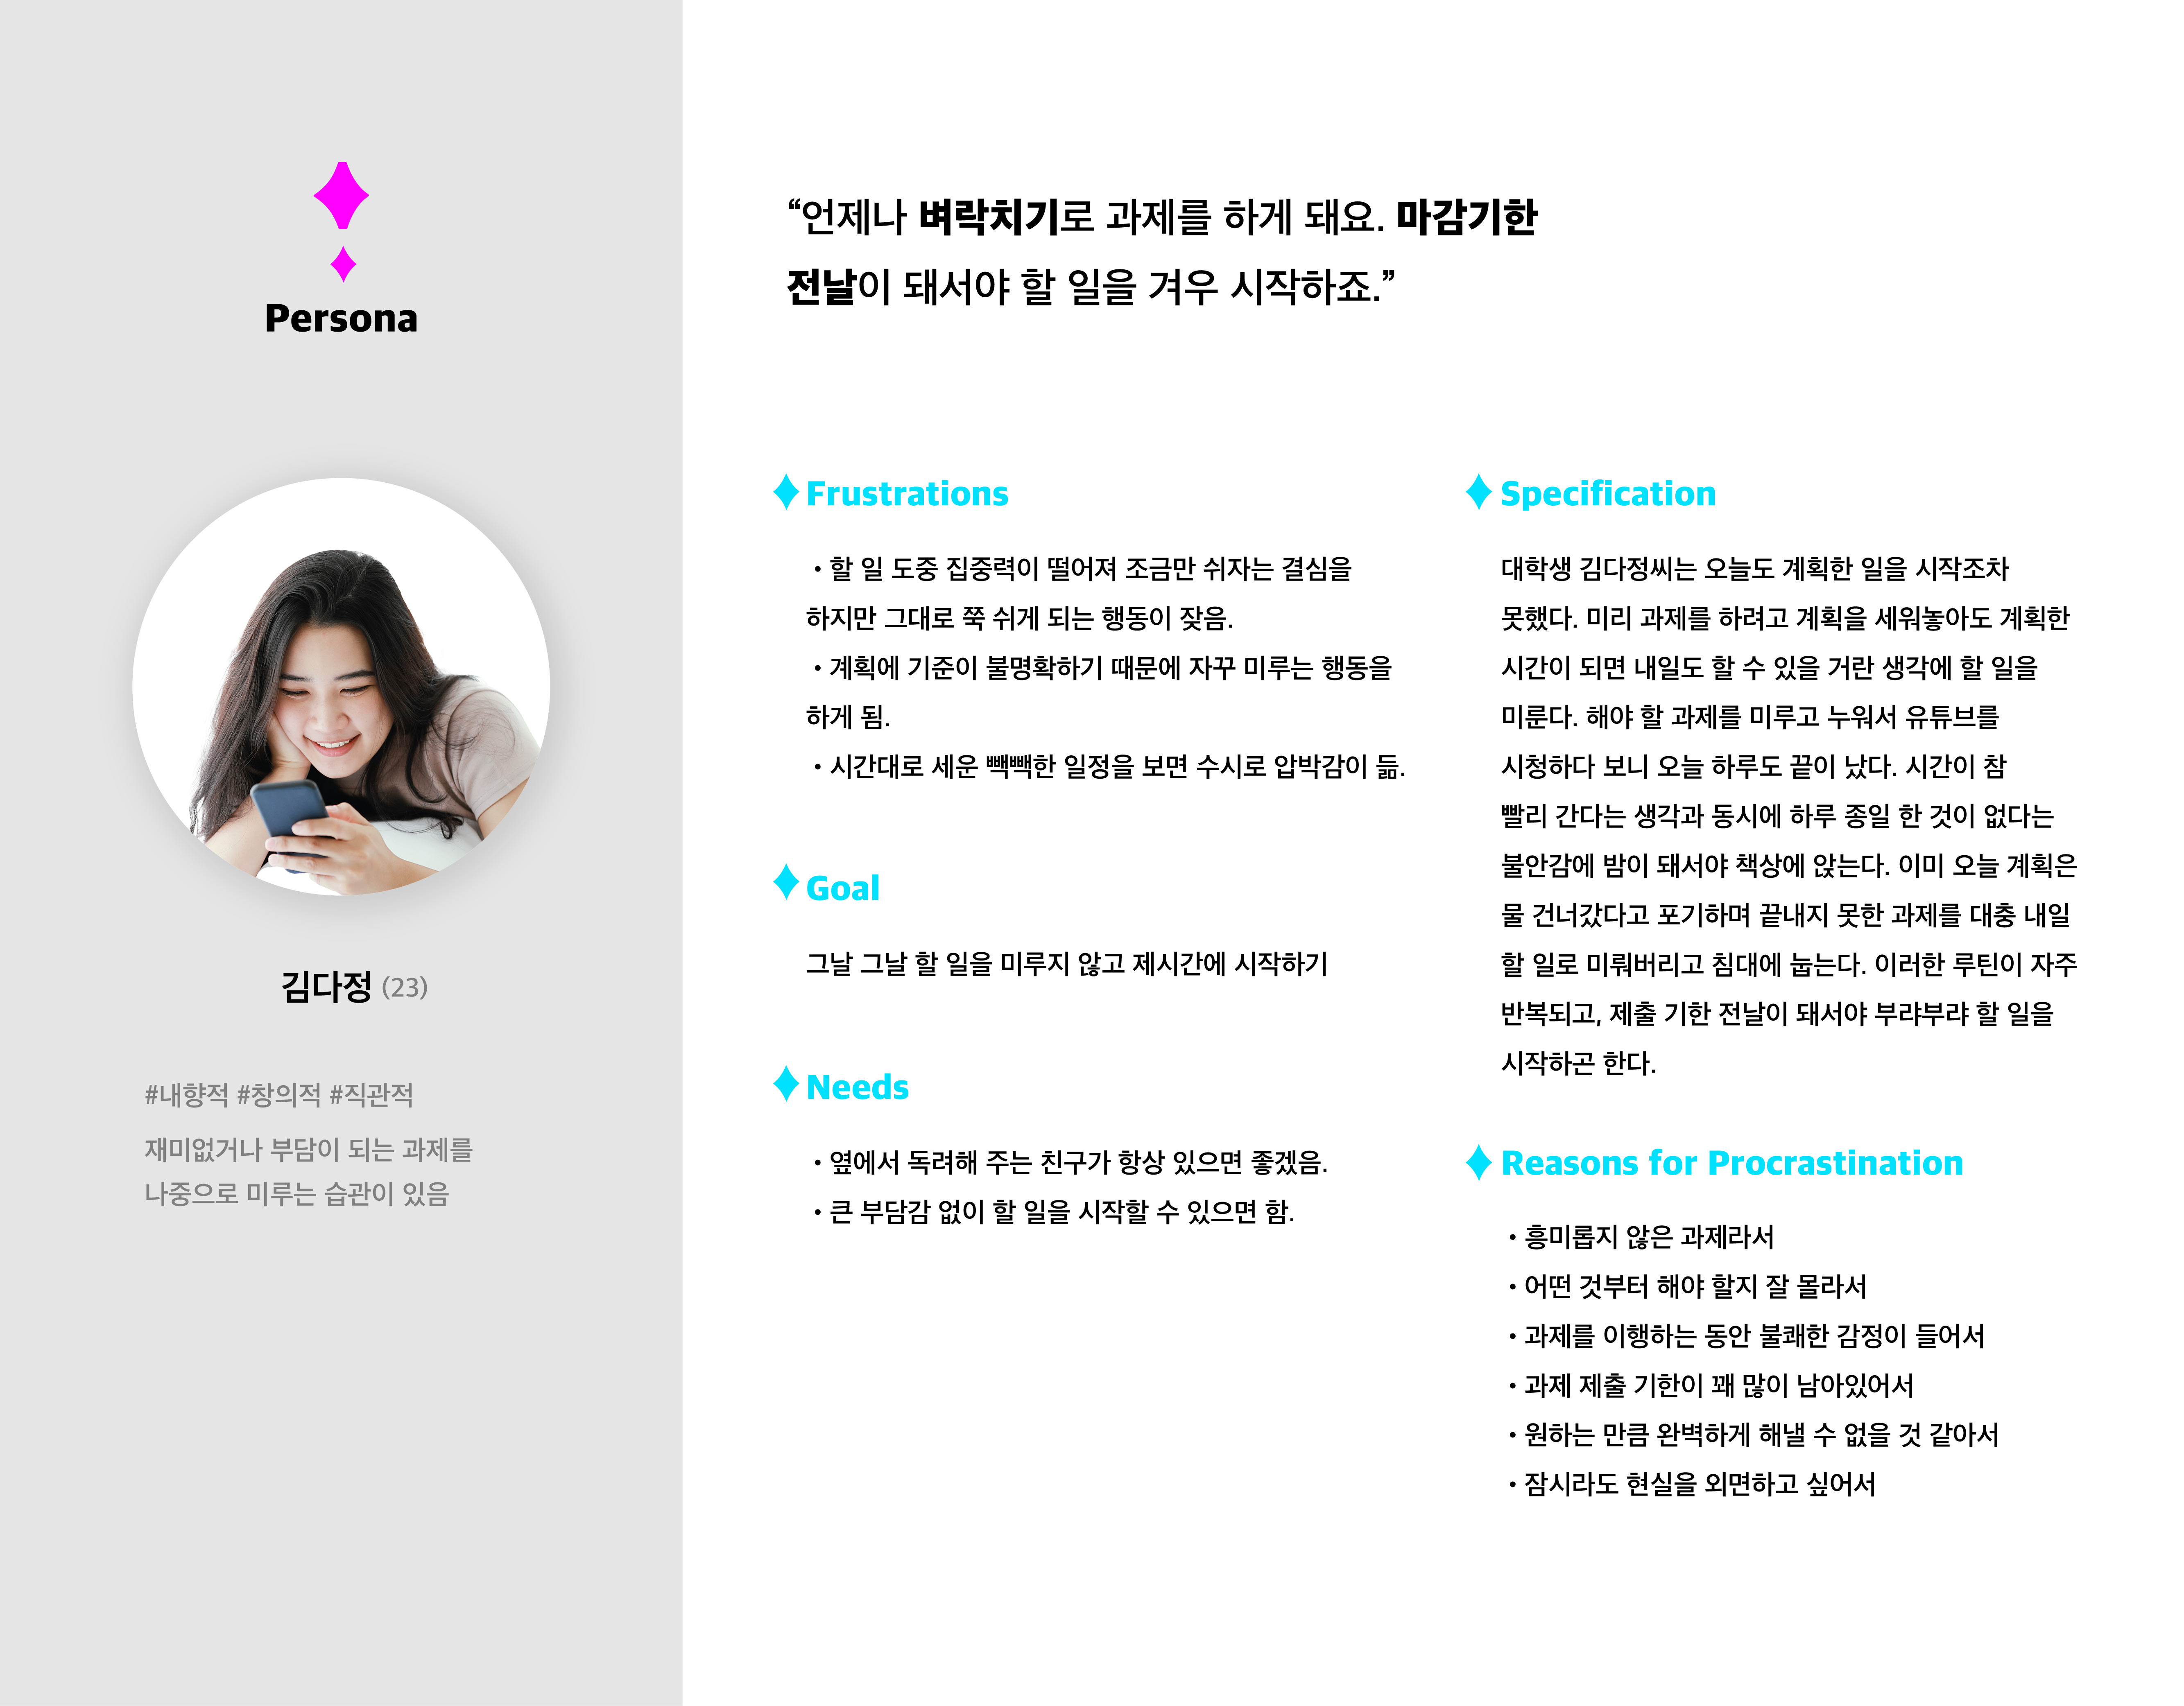 Persona
김다정 (23)
#내향적 #창의적 #직관적
재미없거나 부담이 되는 과제를
나중으로 미루는 습관이 있음
“언제나 벼락치기로 과제를 하게 돼요. 마감기한
전날이 돼서야 할 일을 겨우 시작하죠.”
Frustrations
• 할 일 도중 집중력이 떨어져 조금만 쉬자는 결심을
하지만 그대로 쭉 쉬게 되는 행동이 잦음.
• 계획에 기준이 불명확하기 때문에 자꾸 미루는 행동을
하게 됨.
• 시간대로 세운 빽빽한 일정을 보면 수시로 압박감이 듦.
Goal
그날 그날 할 일을 미루지 않고 제시간에 시작하기
Needs
• 옆에서 독려해 주는 친구가 항상 있으면 좋겠음.
• 큰 부담감 없이 할 일을 시작할 수 있으면 함.
Specification
대학생 김다정씨는 오늘도 계획한 일을 시작조차
못했다. 미리 과제를 하려고 계획을 세워놓아도 계획한
시간이 되면 내일도 할 수 있을 거란 생각에 할 일을
미룬다. 해야 할 과제를 미루고 누워서 유튜브를
시청하다 보니 오늘 하루도 끝이 났다. 시간이 참
빨리 간다는 생각과 동시에 하루 종일 한 것이 없다는
불안감에 밤이 돼서야 책상에 앉는다. 이미 오늘 계획은
물 건너갔다고 포기하며 끝내지 못한 과제를 대충 내일
할 일로 미뤄버리고 침대에 눕는다. 이러한 루틴이 자주
반복되고, 제출 기한 전날이 돼서야 부랴부랴 할 일을
시작하곤 한다.
Reasons for Procrastination
• 흥미롭지 않은 과제라서
• 어떤 것부터 해야 할지 잘 몰라서
• 과제를 이행하는 동안 불쾌한 감정이 들어서
• 과제 제출 기한이 꽤 많이 남아있어서
• 원하는 만큼 완벽하게 해낼 수 없을 것 같아서
• 잠시라도 현실을 외면하고 싶어서